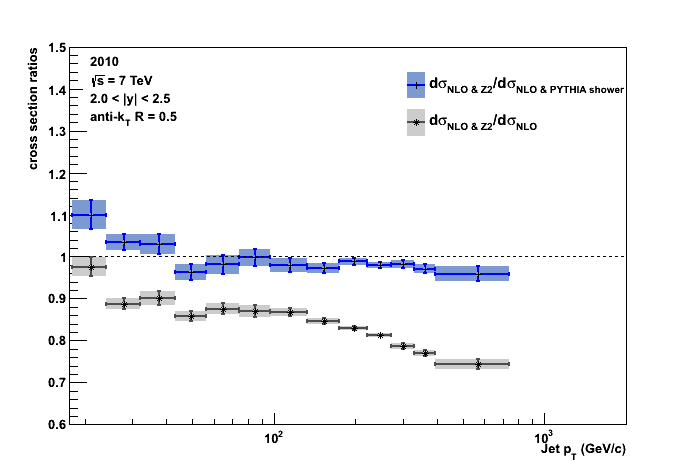 1.5
1.4
1.3
1.2
1.1
1
0.9
0.8
0.7
0.6
cross section ratios
2010
√s = 7 TeV
2.0 < |y| < 2.5
anti-kT R = 0.5
dσNLO & Z2/dσNLO & PYTHIA shower
dσNLO & Z2/dσNLO
10²
10³
Jet pT (GeV/c)